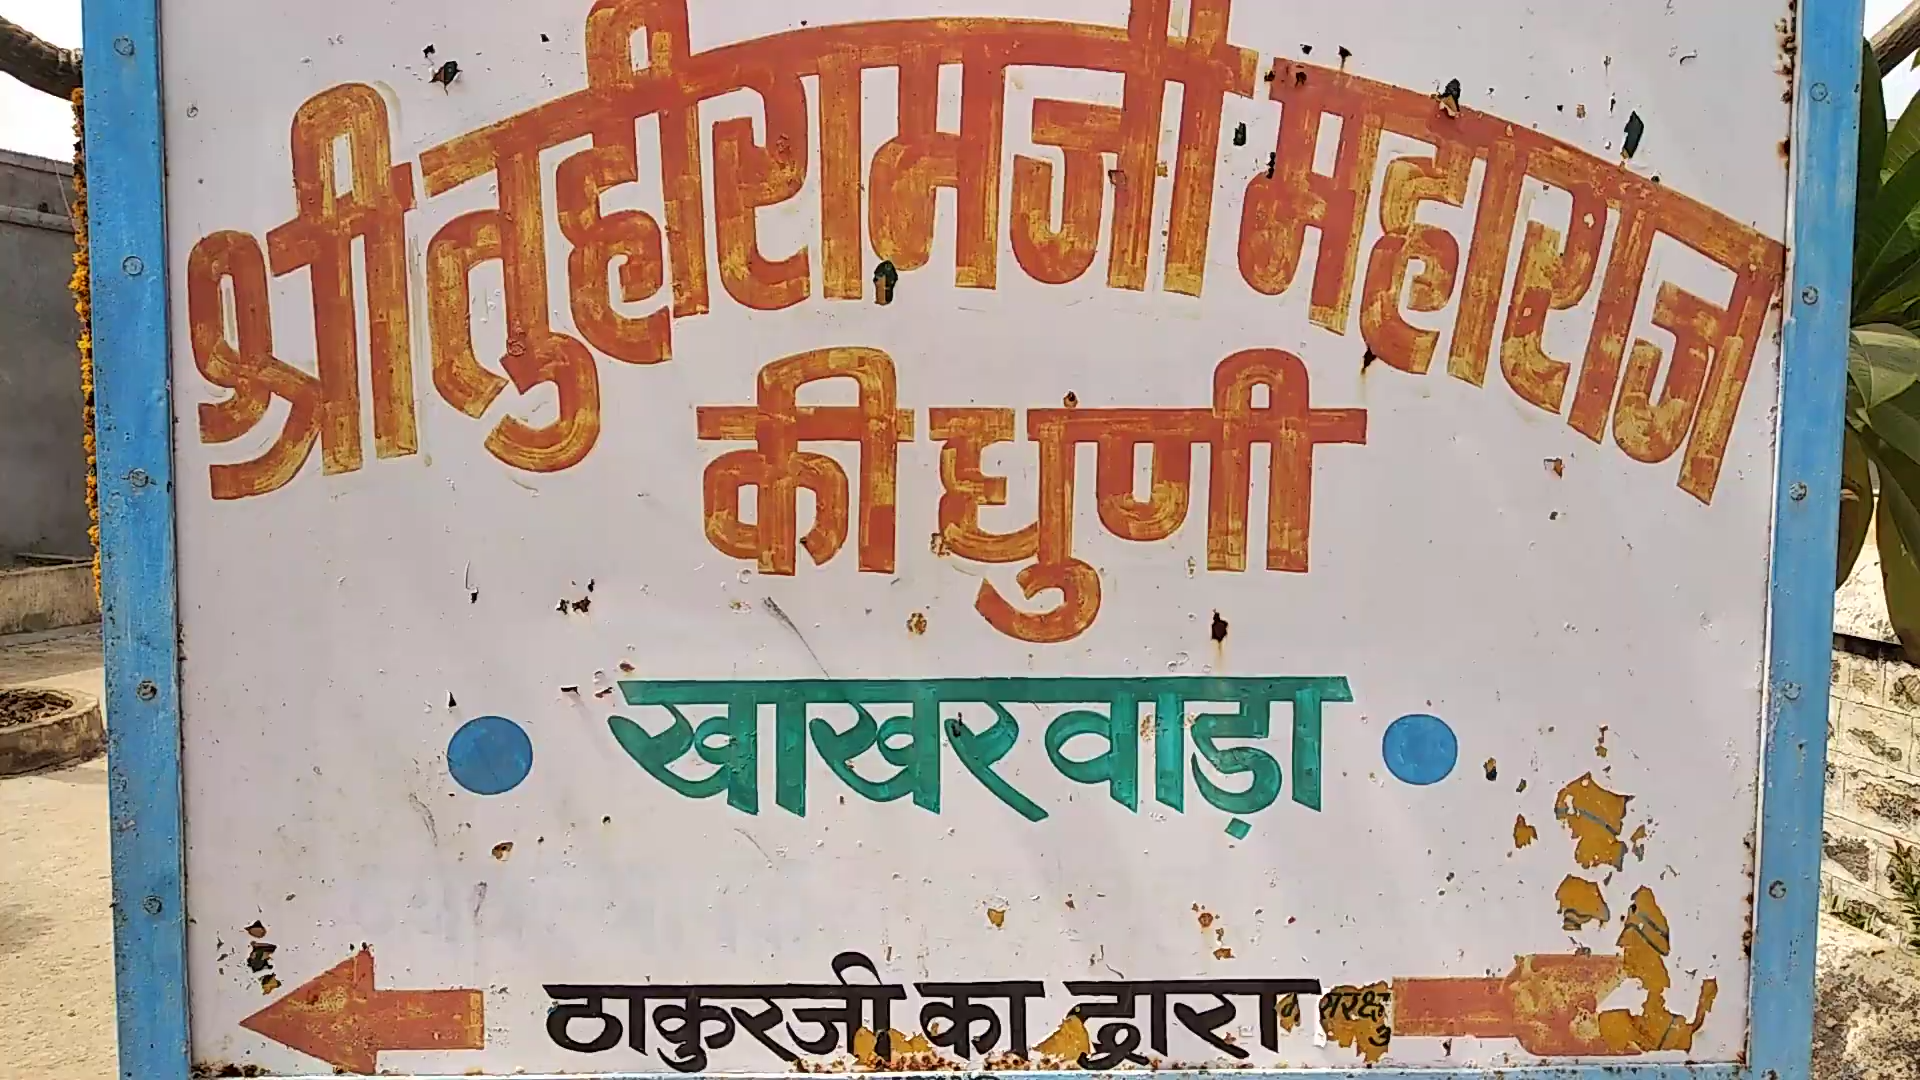 श्री तुहीरामजी महाराज
की धुणी
खाखरवाड़ा
ठाकुरजी का द्वारा